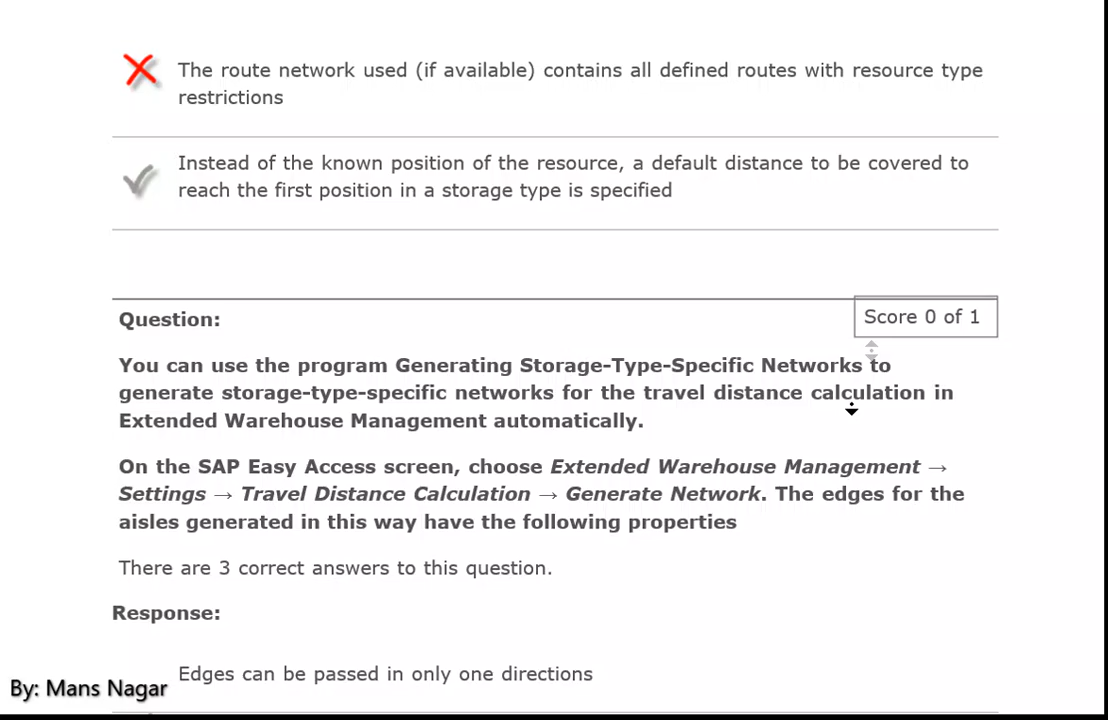 The route network used (if available) contains all defined routes with resource type
restrictions
Instead of the known position of the resource, a default distance to be covered to
reach the first position in a storage type is specified
Question:
Score 0 of 1
You can use the program Generating Storage-Type-Specific Networks to
generate storage-type-specific networks for the travel distance calculation in
Extended Warehouse Management automatically.
On the SAP Easy Access screen, choose Extended Warehouse Management →
Settings → Travel Distance Calculation → Generate Network. The edges for the
aisles generated in this way have the following properties
There are 3 correct answers to this question.
Response:
Edges can be passed in only one directions
By: Mans Nagar